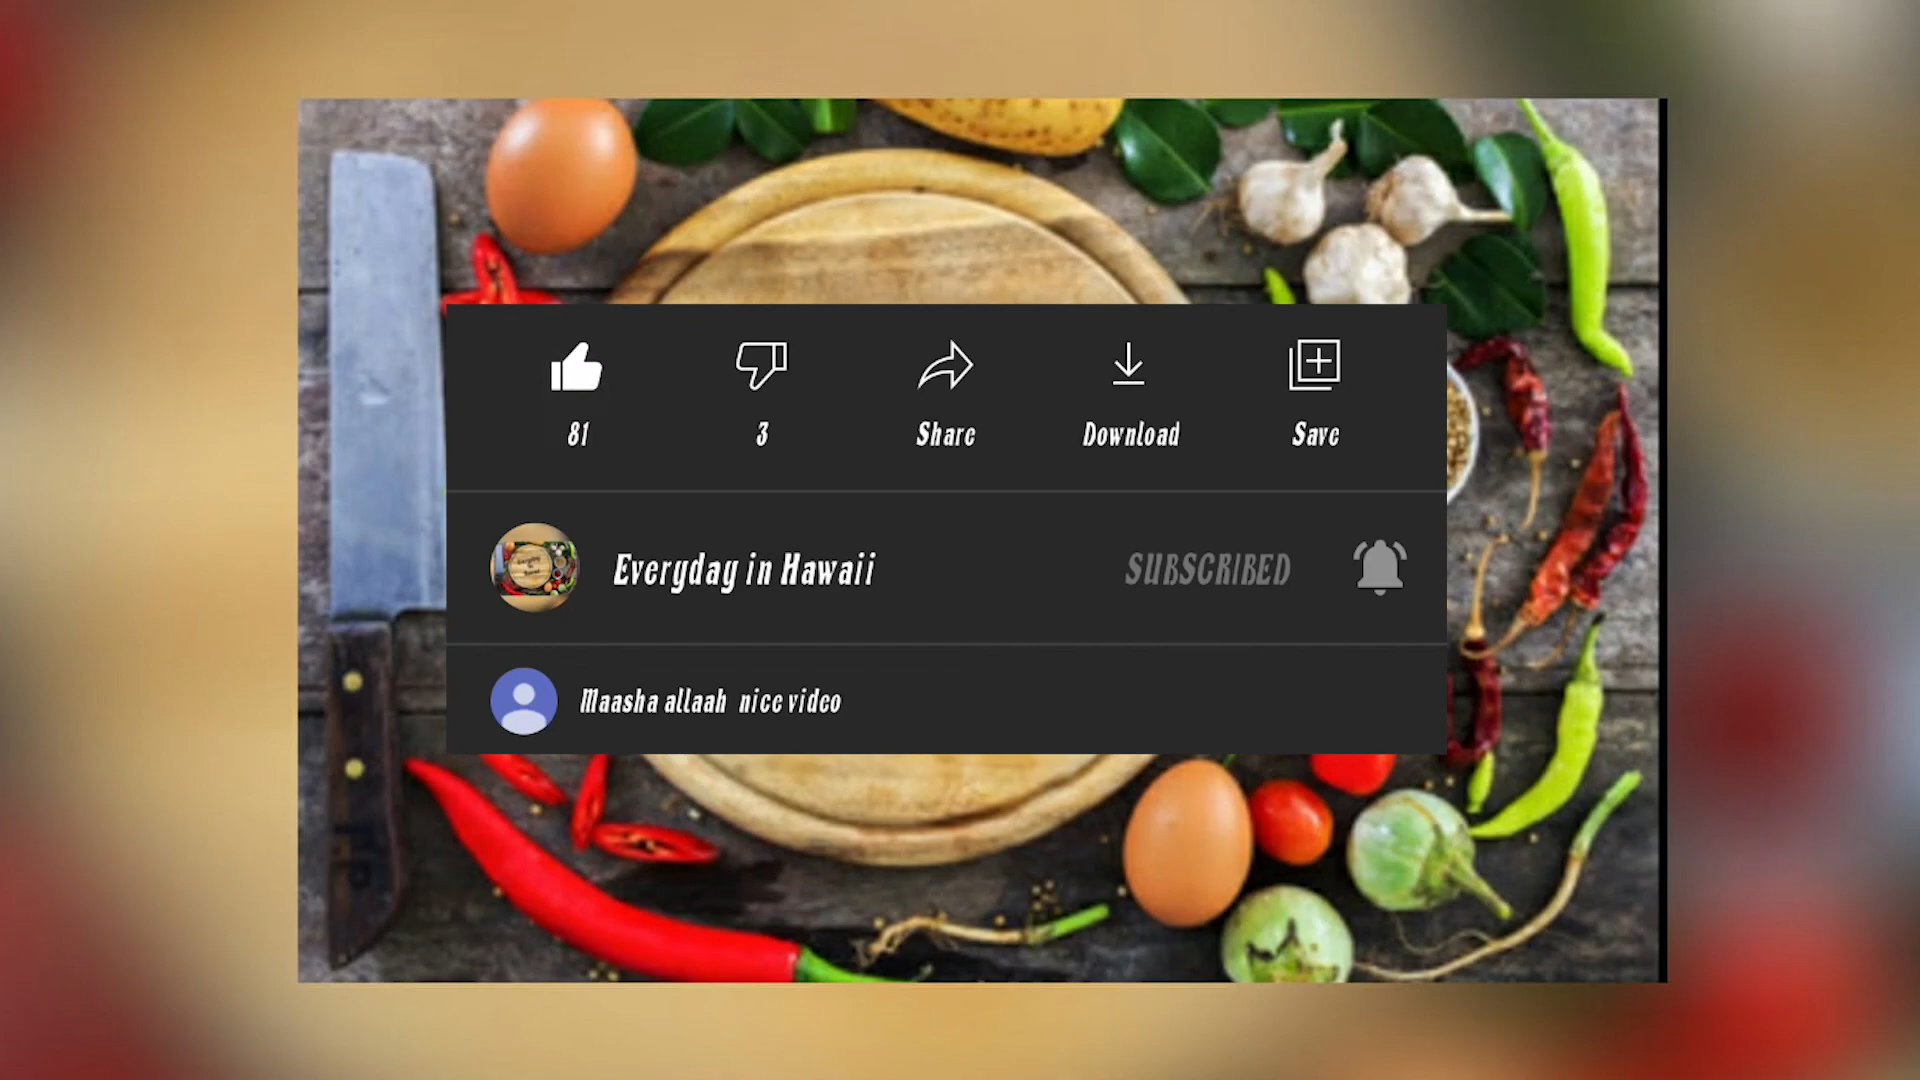 81
3
Share
Download
Save
Everyday in Hawaii
SUBSCRIBED
Maasha allaah nice video